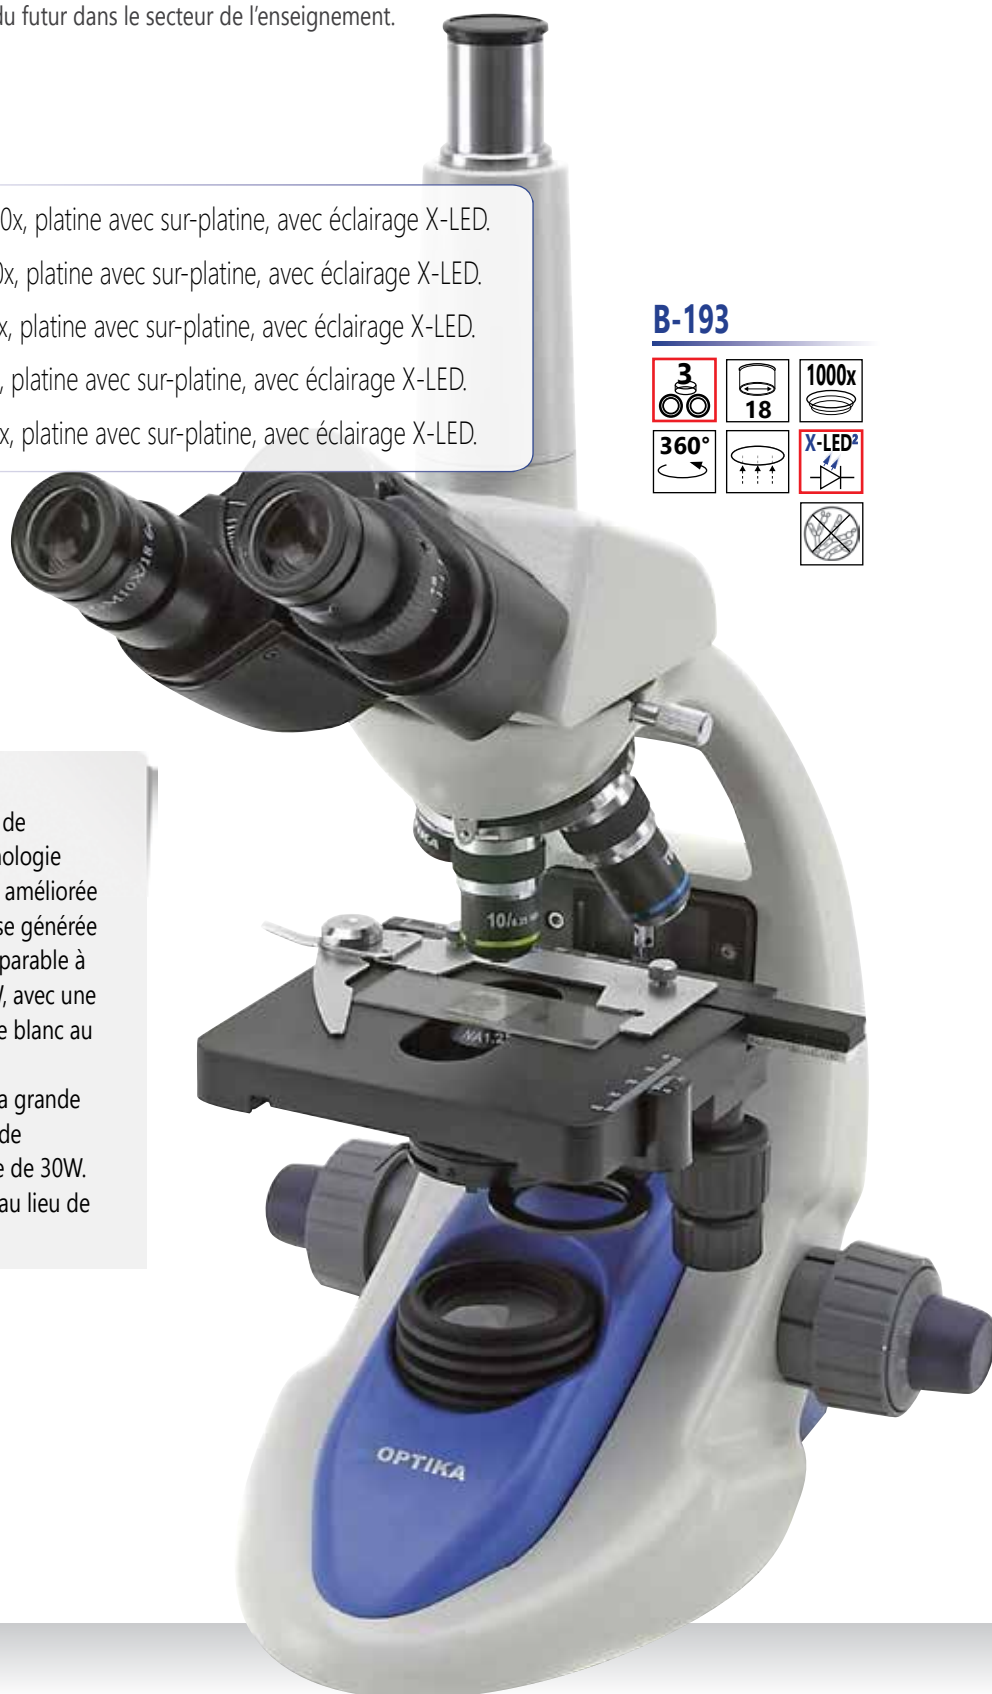 du futur dans le secteur de l'enseignement.
0x, platine avec sur-platine, avec éclairage X-LED.
0x, platine avec sur-platine, avec éclairage X-LED.
x, platine avec sur-platine, avec éclairage X-LED.
, platine avec sur-platine, avec éclairage X-LED.
x, platine avec sur-platine, avec éclairage X-LED.
B-193
3
18
1000x
360°
X-LED²
M10X/18
de
améliorée
se générée
avec une
e blanc au
a grande
de
e de 30W.
au lieu de
10/0.25
NA1.25
OPTIKA